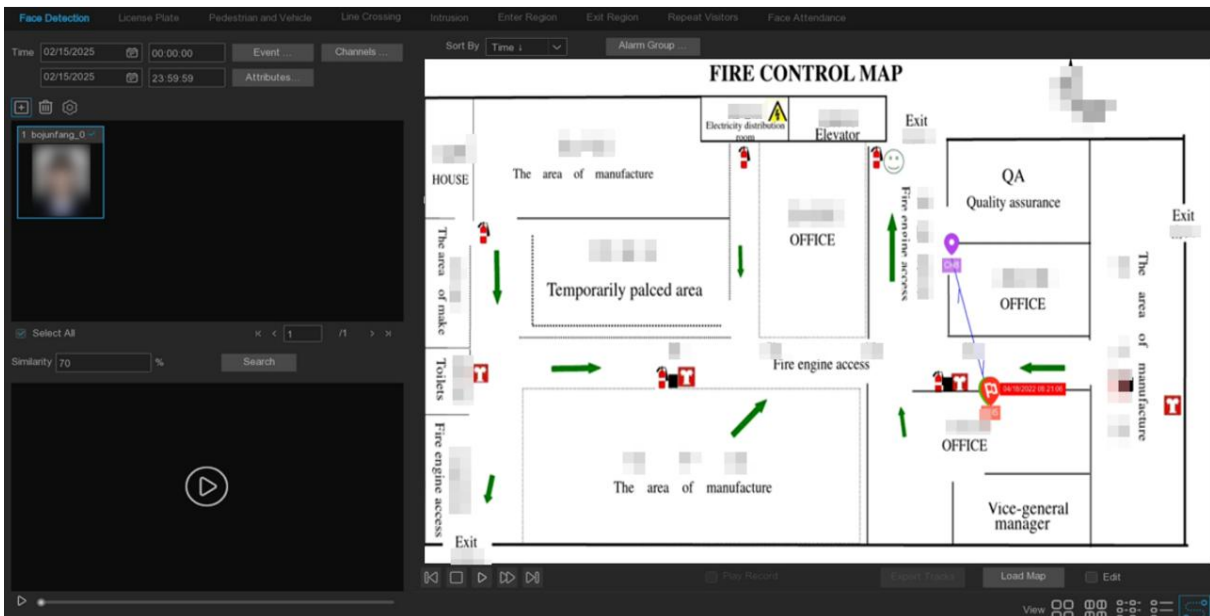 Face Detection License Plate Pedestrian and Vehicle Line Crossing Intrusion Enter Region Exit Region Repeat Visitors Face Attendance
Time 02/15/2025 00:00:00 Event ... Channels ...
02/15/2025 23:59:59 Attributes...
Sort By Time ↓ Alarm Group ...
1 bojunfang_0
Select All
1 /1
Similarity 70 % Search
FIRE CONTROL MAP
Electricity distribution
room
Elevator
Exit
HOUSE
The area of manufacture
QA
Quality assurance
Exit
OFFICE
Fire engine access
The area of make
Temporarily palced area
OFFICE
The area of manufacture
Toilets
Fire engine access
04/18/2022 08:21:06
OFFICE
Fire engine access
The area of manufacture
Vice-general
manager
Exit
Play Record Export Tracks Load Map Edit
View